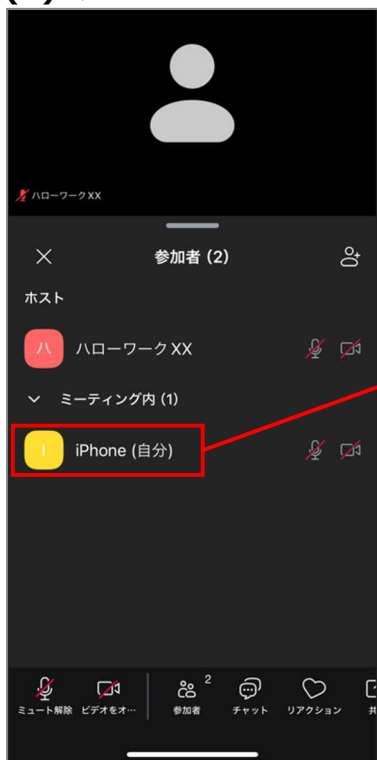 ハローワークXX
参加者 (2)
ホスト
ハ ハローワーク XX
ミーティング内 (1)
I iPhone (自分)
2
ミュート解除 ビデオをオ… 参加者 チャット リアクション